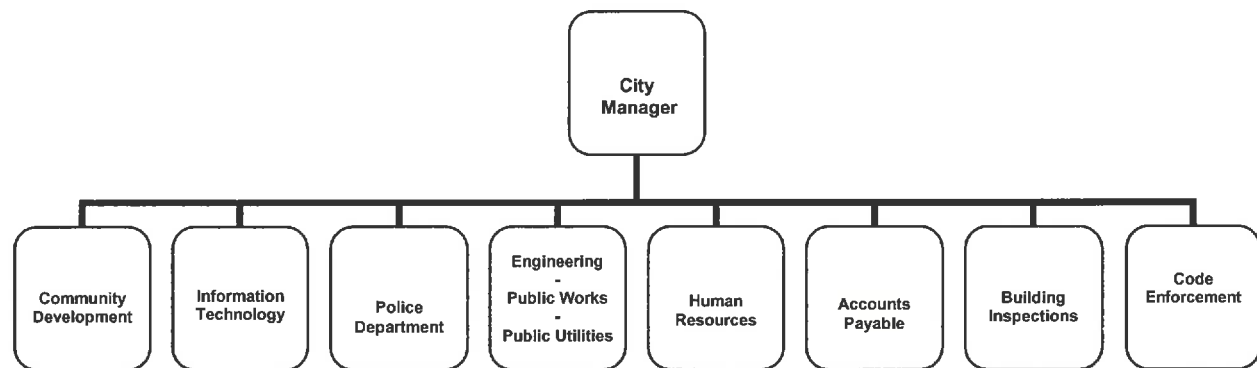 City
Manager
Community
Development
Information
Technology
Police
Department
Engineering
-
Public Works
-
Public Utilities
Human
Resources
Accounts
Payable
Building
Inspections
Code
Enforcement